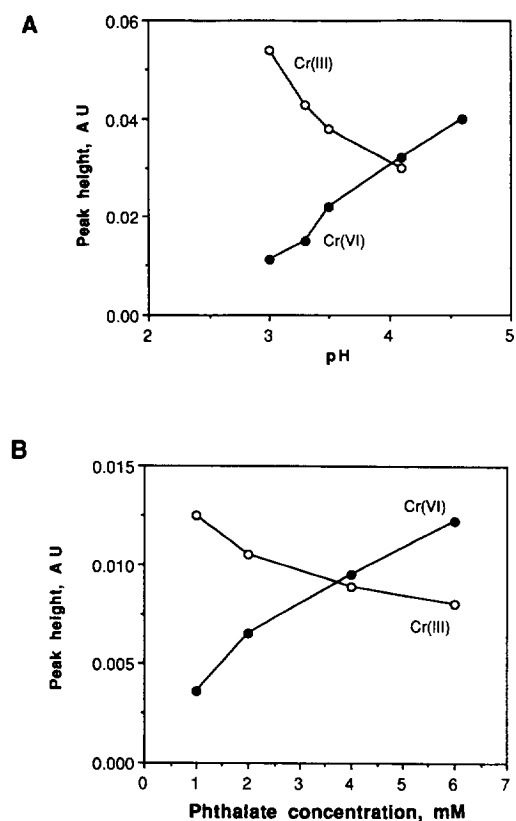 A
Peak height, A U
0.06
0.04
0.02
0.00
Cr(III)
Cr(VI)
2
3
4
5
pH
B
Peak height, A U
0.015
0.010
0.005
0.000
Cr(VI)
Cr(III)
0
1
2
3
4
5
6
7
Phthalate concentration, mM